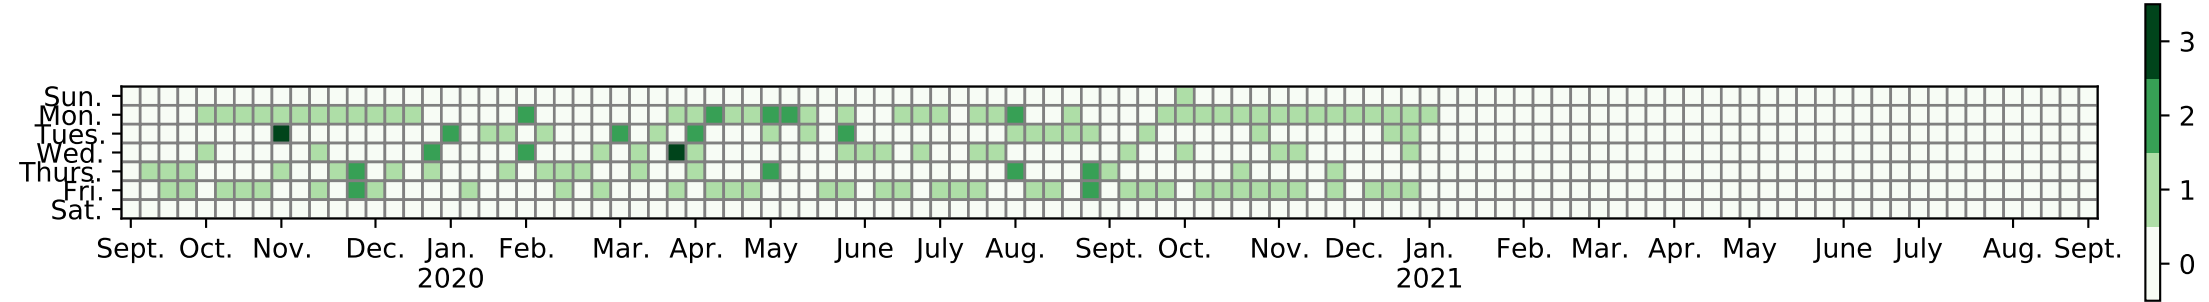 Sun.
Mon.
Tues.
Wed.
Thurs.
Fri.
Sat.
Sept. Oct. Nov. Dec. Jan. Feb. Mar. Apr. May June July Aug. Sept. Oct. Nov. Dec. Jan. Feb. Mar. Apr. May June July Aug. Sept.
2020 2021
3
2
1
0